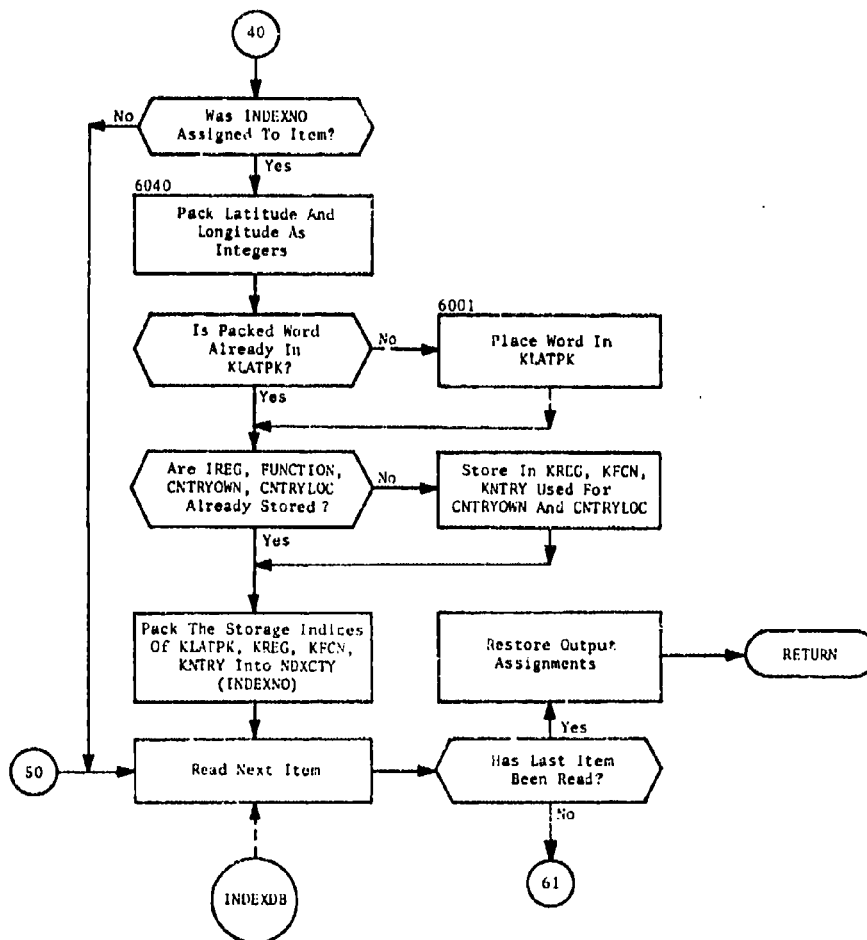 40
Was INDEXNO
Assigned To Item?
No
Yes
6040
Pack Latitude And
Longitude As
Integers
Is Packed Word
Already In
KLATPK?
No
6001
Place Word In
KLATPK
Yes
Are IREG, FUNCTION,
CNTRYOWN, CNTRYLOC
Already Stored?
No
Store In KREG, KFCN,
KNTRY Used For
CNTRYOWN And CNTRYLOC
Yes
Pack The Storage Indices
Of KLATPK, KREG, KFCN,
KNTRY Into NDXCTY
(INDEXNO)
Restore Output
Assignments
RETURN
Yes
50
Read Next Item
Has Last Item
Been Read?
No
INDEXDB
61